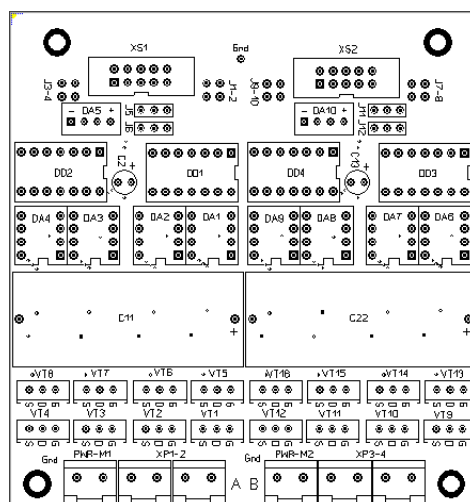 XS1 Gnd XS2
J3-4 J1-2 J9-10 J7-8
- DA5 + J5 - DA10 + J11
J6 J12
C2 + C13 +
DD2 DD1 DD4 DD3
DA4 DA3 DA2 DA1 DA9 DA8 DA7 DA6
C11 + C22 +
VT8 VT7 VT6 VT5 VT16 VT15 VT14 VT13
S D G S D G S D G S D G S D G S D G S D G S D G
VT4 VT3 VT2 VT1 VT12 VT11 VT10 VT9
S D G S D G S D G S D G S D G S D G S D G S D G
Gnd PWR-M1 XP1-2 Gnd PWR-M2 XP3-4
A B